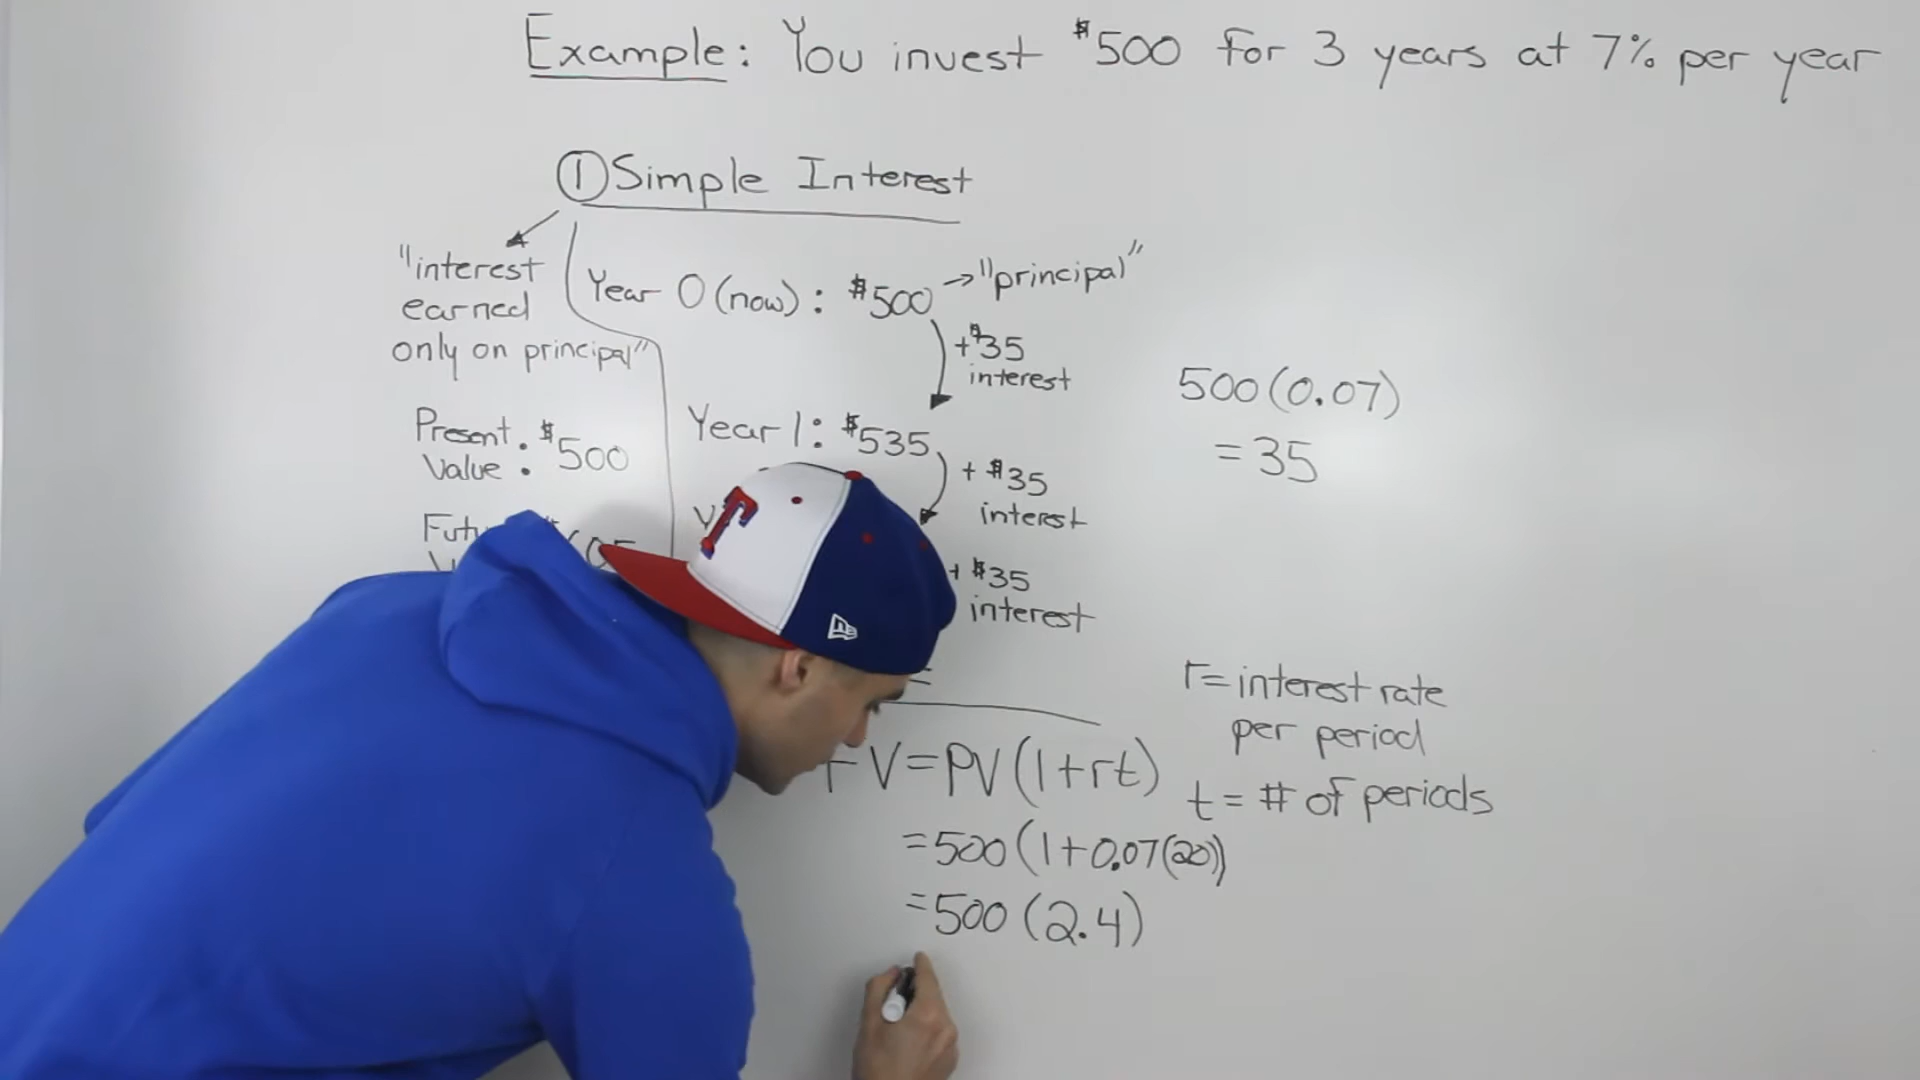 Example: You invest $500 for 3 years at 7% per year
① Simple Interest
"interest
earned
only on principal"
Year 0 (now): $500 → "principal"
+$35
interest
Year 1: $535
+ $35
interest
+ $35
interest
Present
Value : $500
500(0.07)
= 35
r = interest rate
per period
t = # of periods
FV = PV(1+rt)
= 500(1+0.07(20))
= 500(2.4)